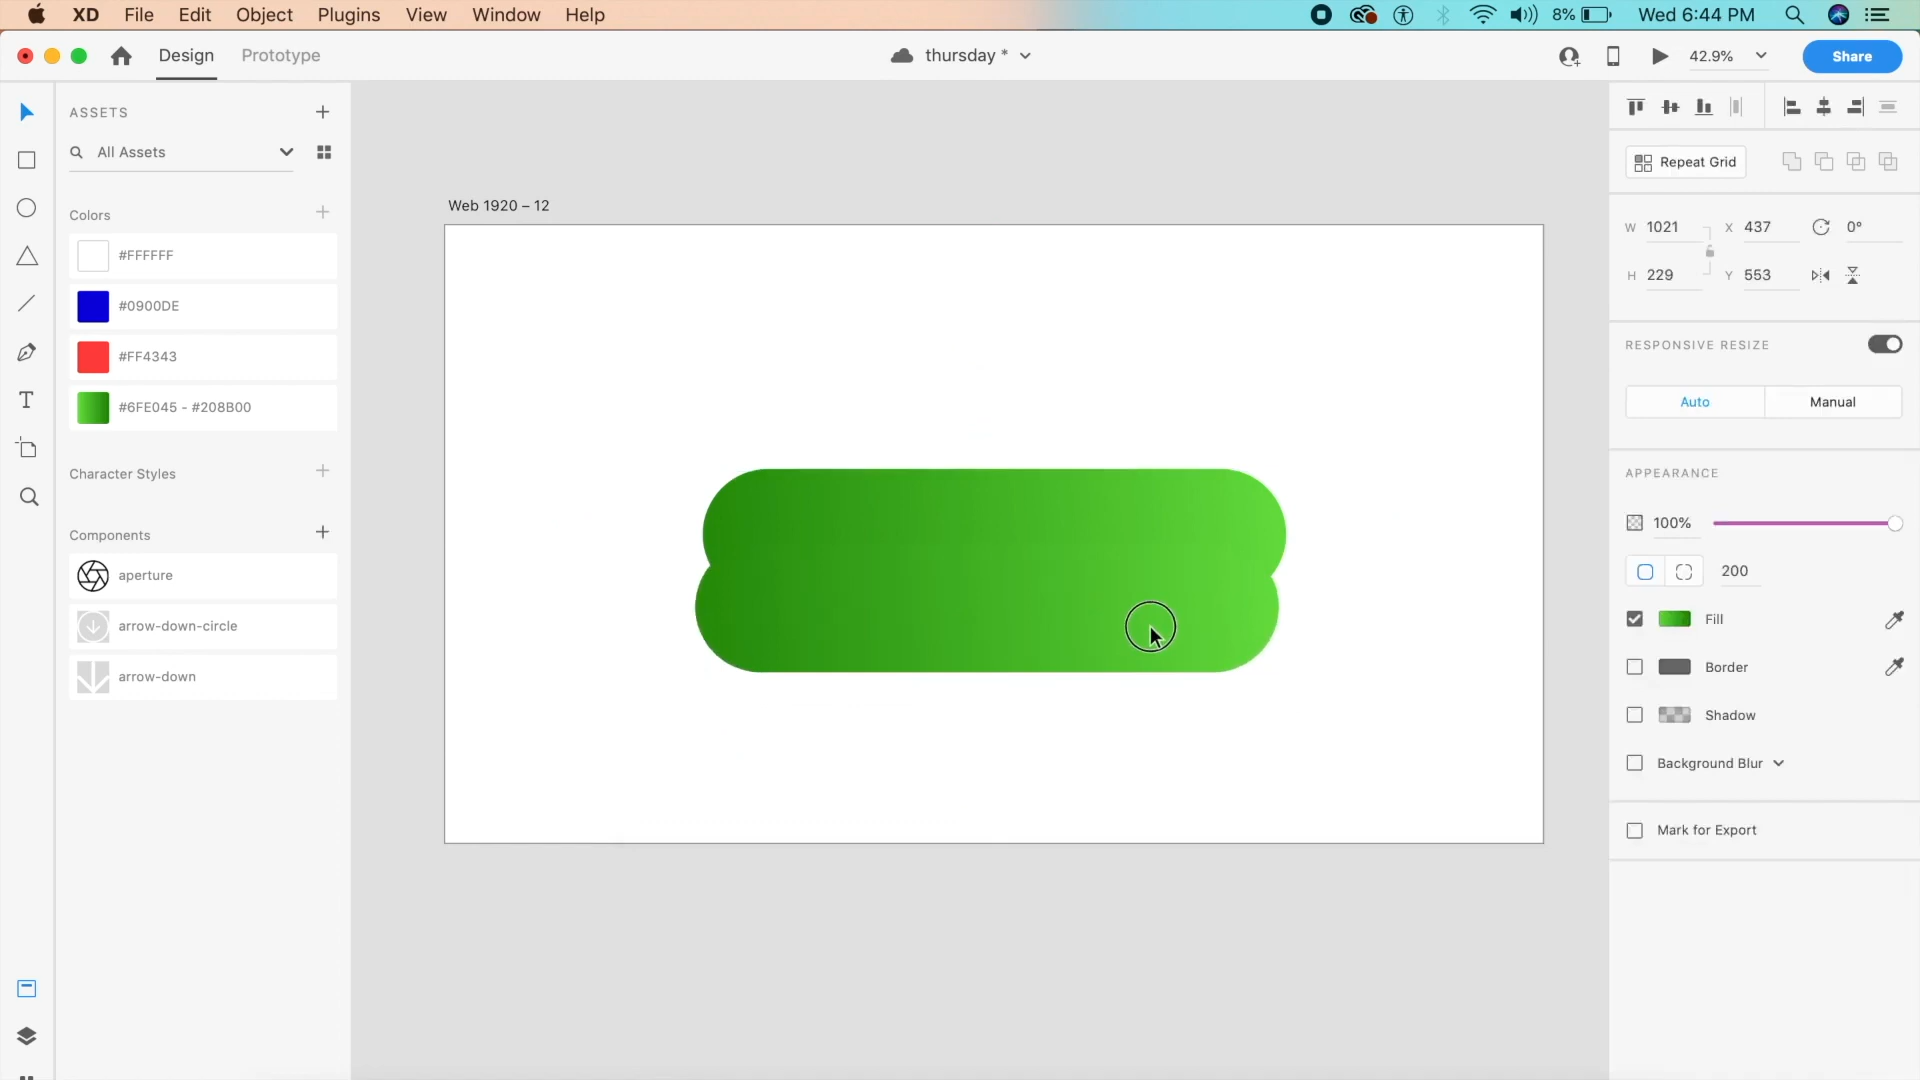 XD File Edit Object Plugins View Window Help 8% Wed 6:44 PM
Design Prototype thursday * 42.9% Share
ASSETS
All Assets
Colors
#FFFFFF
#0900DE
#FF4343
#6FE045 - #208B00
Character Styles
Components
aperture
arrow-down-circle
arrow-down
Web 1920 – 12
Repeat Grid
W 1021 X 437 0°
H 229 Y 553
RESPONSIVE RESIZE
Auto Manual
APPEARANCE
100%
200
Fill
Border
Shadow
Background Blur
Mark for Export